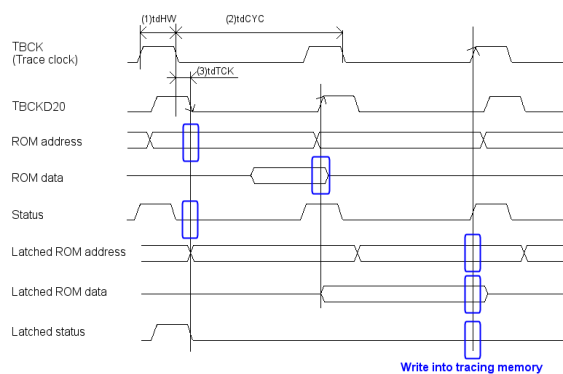 (1)tdHW
(2)tdCYC
TBCK
(Trace clock)
(3)tdTCK
TBCKD20
ROM address
ROM data
Status
Latched ROM address
Latched ROM data
Latched status
Write into tracing memory